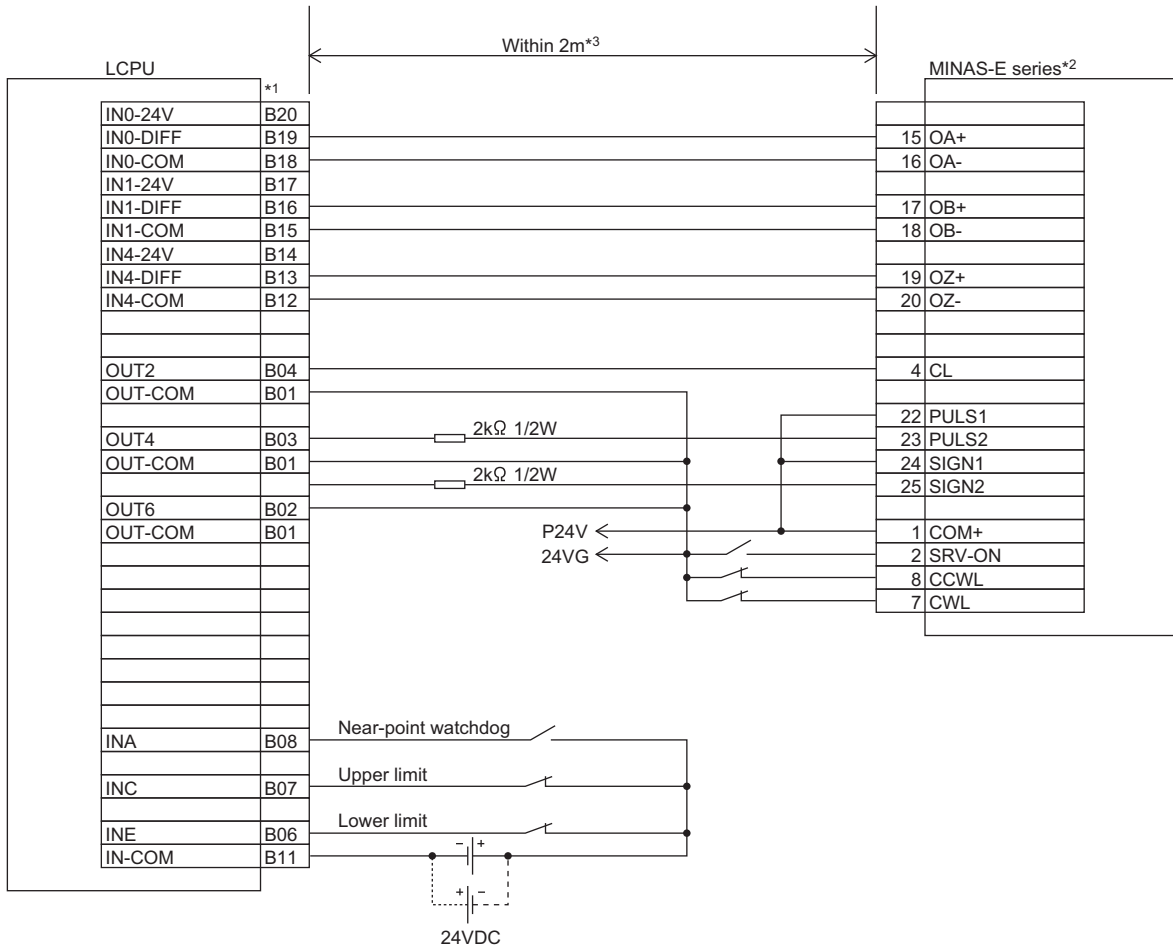 Within 2m*3
LCPU
MINAS-E series*2
*1
IN0-24V B20
IN0-DIFF B19 15 OA+
IN0-COM B18 16 OA-
IN1-24V B17
IN1-DIFF B16 17 OB+
IN1-COM B15 18 OB-
IN4-24V B14
IN4-DIFF B13 19 OZ+
IN4-COM B12 20 OZ-
OUT2 B04 4 CL
OUT-COM B01
22 PULS1
OUT4 B03 2kΩ 1/2W 23 PULS2
OUT-COM B01 24 SIGN1
2kΩ 1/2W 25 SIGN2
OUT6 B02
OUT-COM B01 P24V 1 COM+
24VG 2 SRV-ON
8 CCWL
7 CWL
INA B08 Near-point watchdog
INC B07 Upper limit
INE B06 Lower limit
IN-COM B11 - +
+ -
24VDC